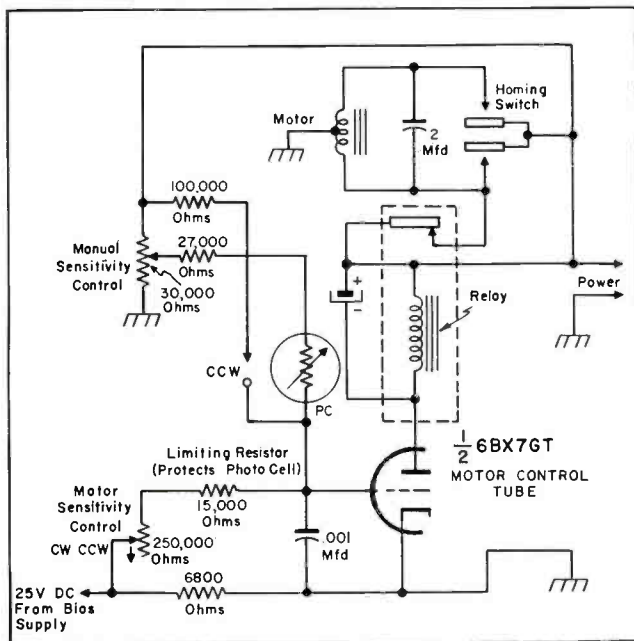 Homing
Switch
Motor
2
Mfd
100,000
Ohms
27,000
Ohms
Manual
Sensitivity
Control
30,000
Ohms
+
-
Relay
Power
CCW
PC
1/2 6BX7GT
MOTOR CONTROL
TUBE
Limiting Resistor
(Protects Photo Cell)
Motor
Sensitivity
Control
15,000
Ohms
CW CCW
250,000
Ohms
.001
Mfd
6800
Ohms
25V DC
From Bias
Supply